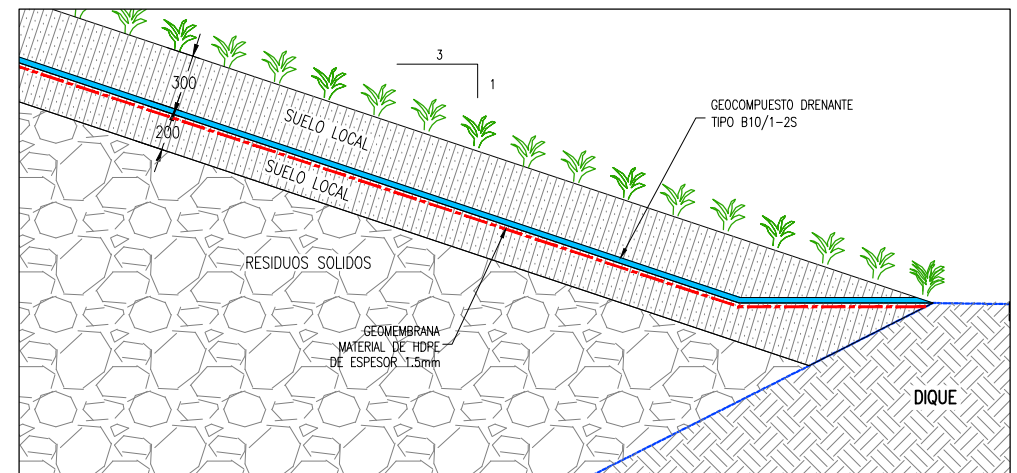 3
1
300
GEOCOMPUESTO DRENANTE
TIPO B10/1-2S
SUELO LOCAL
200
SUELO LOCAL
RESIDUOS SOLIDOS
GEOMEMBRANA
MATERIAL DE HDPE
DE ESPESOR 1.5mm
DIQUE